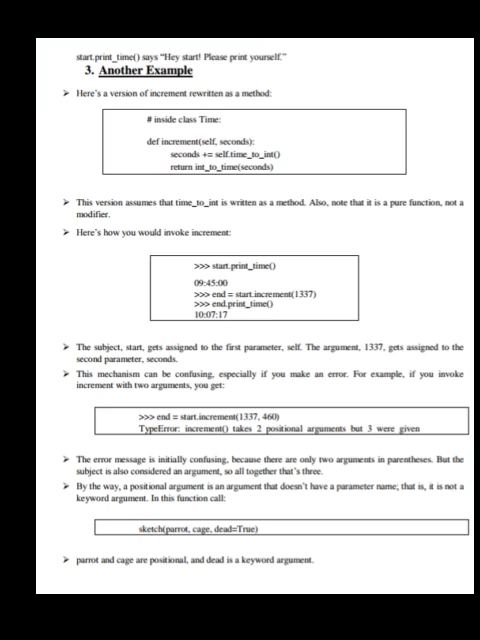 start.print_time() says “Hey start! Please print yourself.”
3. Another Example
➢ Here’s a version of increment rewritten as a method:
# inside class Time:
def increment(self, seconds):
seconds += self.time_to_int()
return int_to_time(seconds)
➢ This version assumes that time_to_int is written as a method. Also, note that it is a pure function, not a
modifier.
➢ Here’s how you would invoke increment:
>>> start.print_time()
09:45:00
>>> end = start.increment(1337)
>>> end.print_time()
10:07:17
➢ The subject, start, gets assigned to the first parameter, self. The argument, 1337, gets assigned to the
second parameter, seconds.
➢ This mechanism can be confusing, especially if you make an error. For example, if you invoke
increment with two arguments, you get:
>>> end = start.increment(1337, 460)
TypeError: increment() takes 2 positional arguments but 3 were given
➢ The error message is initially confusing, because there are only two arguments in parentheses. But the
subject is also considered an argument, so all together that’s three.
➢ By the way, a positional argument is an argument that doesn’t have a parameter name; that is, it is not a
keyword argument. In this function call:
sketch(parrot, cage, dead=True)
➢ parrot and cage are positional, and dead is a keyword argument.